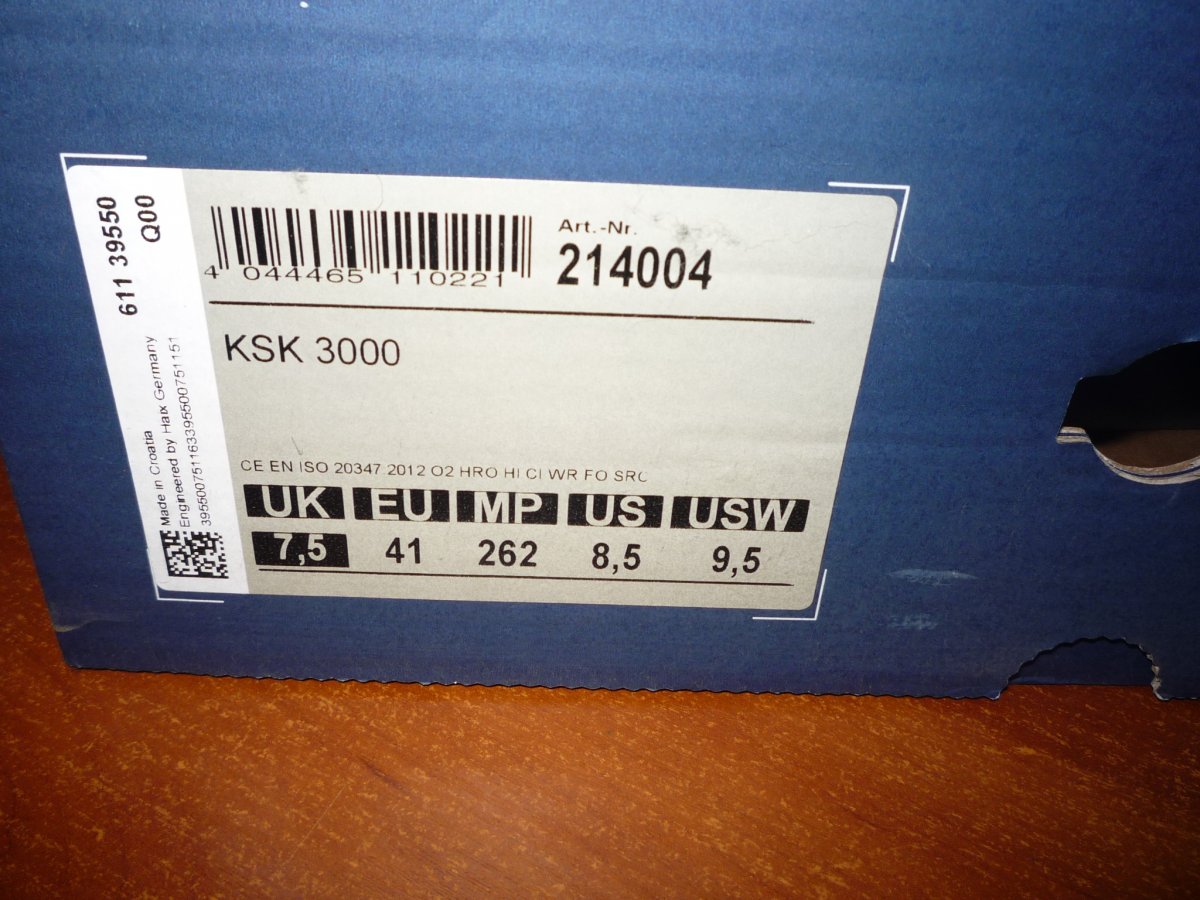 611 39550
Q00
Made in Croatia
Engineered by Haix Germany
3955007511633955007511​51
4 044465 110221
Art.-Nr.
214004
KSK 3000
CE EN ISO 20347 2012 O2 HRO HI CI WR FO SRC
UK EU MP US USW
7,5 41 262 8,5 9,5